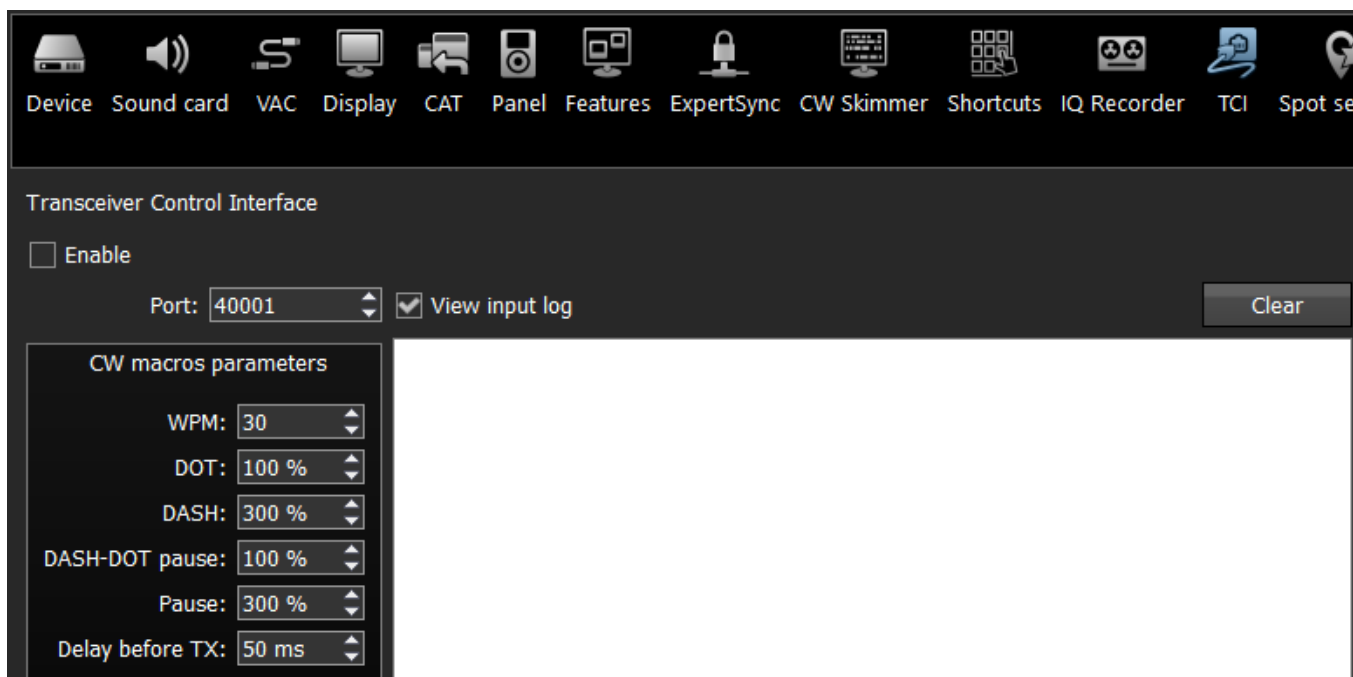 Device Sound card VAC Display CAT Panel Features ExpertSync CW Skimmer Shortcuts IQ Recorder TCI Spot
Transceiver Control Interface
Enable
Port: 40001 View input log Clear
CW macros parameters
WPM: 30
DOT: 100 %
DASH: 300 %
DASH-DOT pause: 100 %
Pause: 300 %
Delay before TX: 50 ms